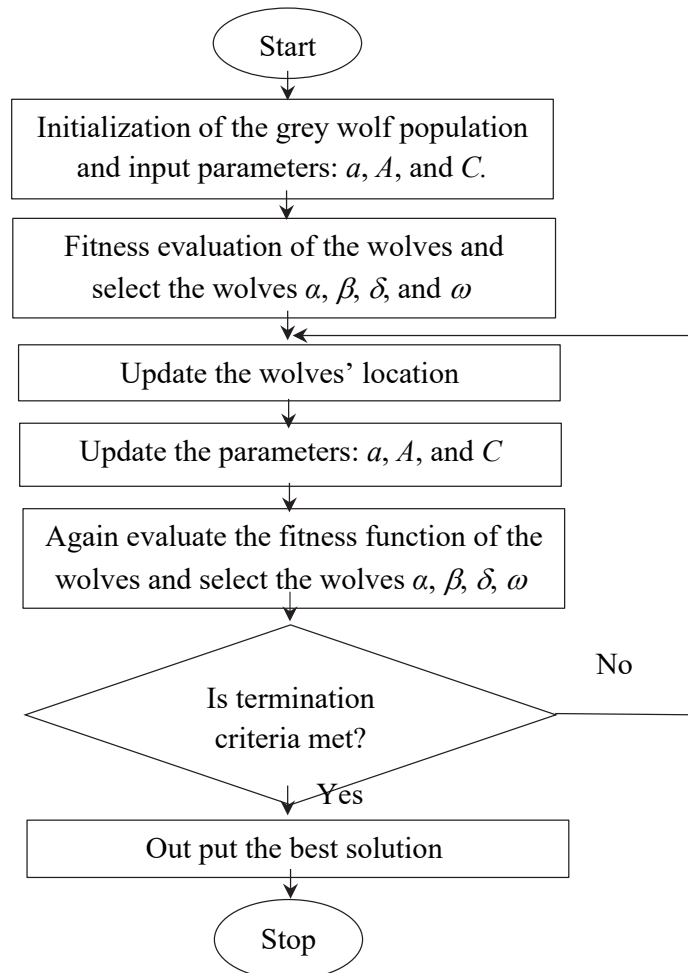 Start
Initialization of the grey wolf population
and input parameters: a, A, and C.
Fitness evaluation of the wolves and
select the wolves α, β, δ, and ω
Update the wolves’ location
Update the parameters: a, A, and C
Again evaluate the fitness function of the
wolves and select the wolves α, β, δ, ω
No
Is termination
criteria met?
Yes
Out put the best solution
Stop